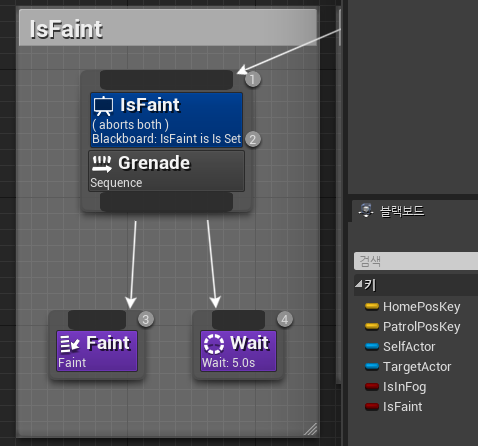 IsFaint
1
IsFaint
( aborts both )
Blackboard: IsFaint is Is Set
2
Grenade
Sequence
3
Faint
Faint
4
Wait
Wait: 5.0s
블랙보드
검색
키
HomePosKey
PatrolPosKey
SelfActor
TargetActor
IsInFog
IsFaint